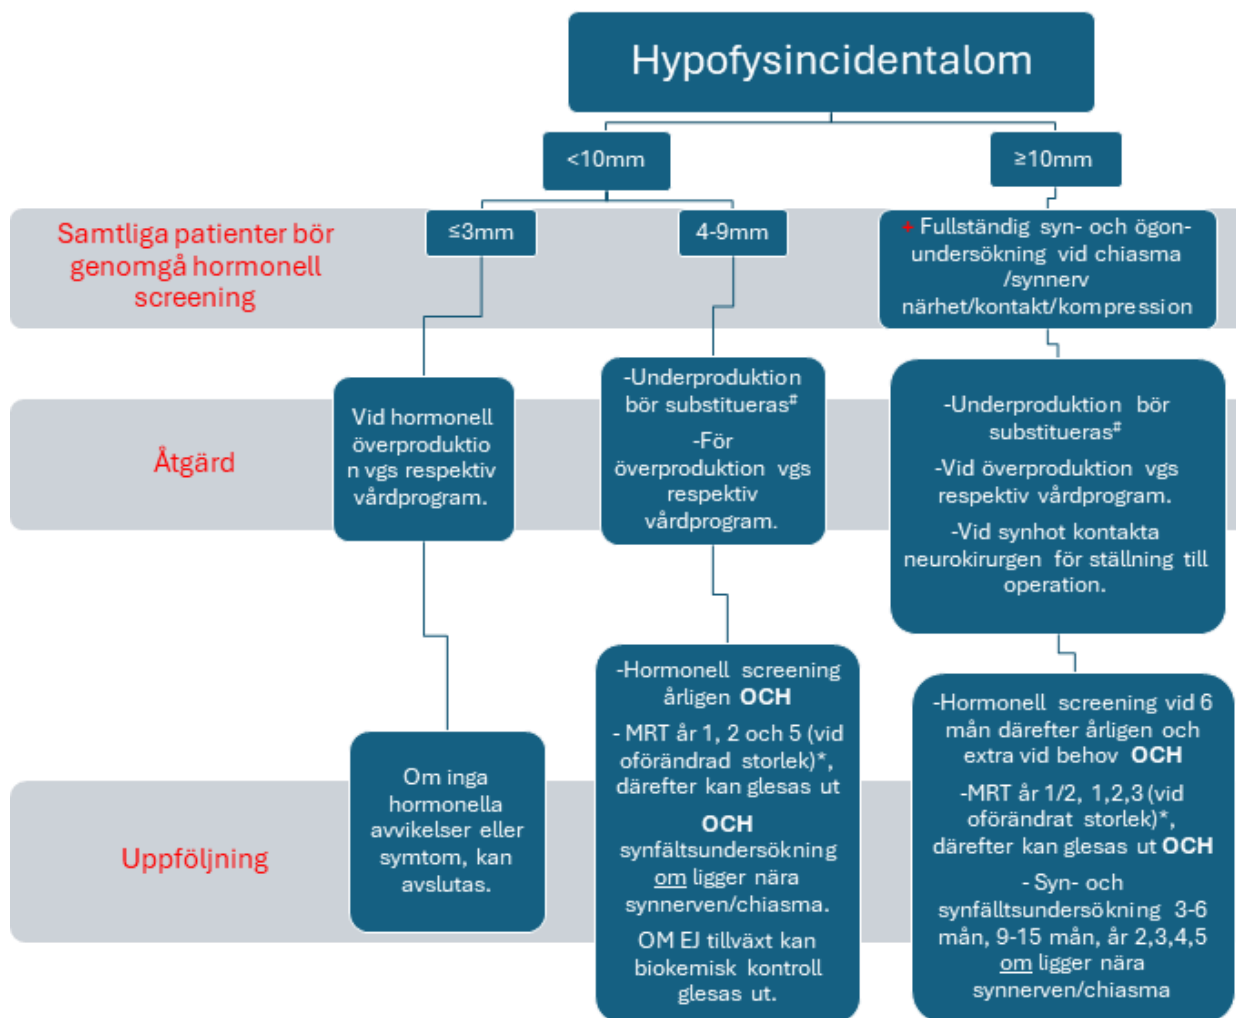 Hypofysincidentalom
<10mm
≥10mm
Samtliga patienter bör
genomgå hormonell
screening
≤3mm
4-9mm
+ Fullständig syn- och ögon-
undersökning vid chiasma
/synnerv
närhet/kontakt/kompression
Åtgärd
Vid hormonell
överproduktio
n vgs respektiv
vårdprogram.
-Underproduktion
bör substitueras#
-För
överproduktion vgs
respektiv
vårdprogram.
-Underproduktion bör
substitueras#
-Vid överproduktion vgs
respektiv vårdprogram.
-Vid synhot kontakta
neurokirurgen för ställning till
operation.
Uppföljning
Om inga
hormonella
avvikelser eller
symtom, kan
avslutas.
-Hormonell screening
årligen OCH
- MRT år 1, 2 och 5 (vid
oförändrad storlek)*,
därefter kan glesas ut
OCH
synfältsundersökning
om ligger nära
synnerven/chiasma.
OM EJ tillväxt kan
biokemisk kontroll
glesas ut.
-Hormonell screening vid 6
mån därefter årligen och
extra vid behov OCH
-MRT år 1/2, 1,2,3 (vid
oförändrat storlek)*,
därefter kan glesas ut OCH
- Syn- och
synfälltsundersökning 3-6
mån, 9-15 mån, år 2,3,4,5
om ligger nära
synnerven/chiasma